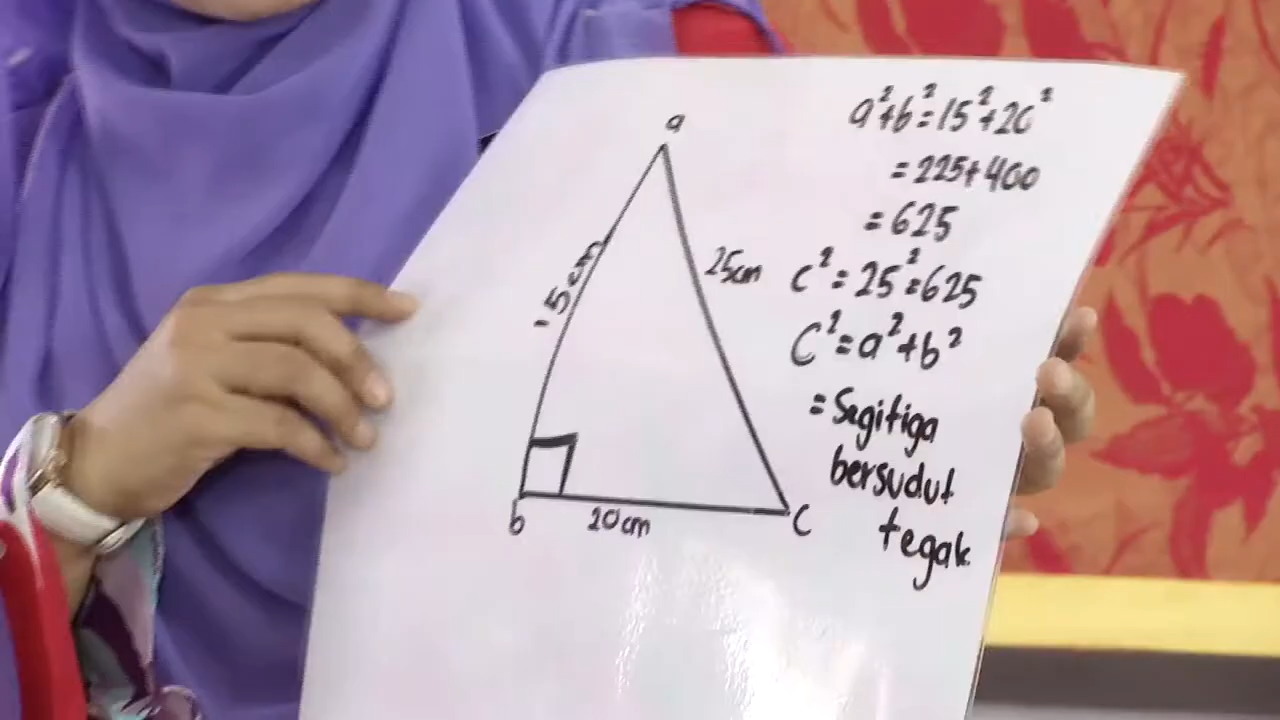 a
15cm
25cm
b
20cm
C
a²+b²=15²+20²
=225+400
=625
C²=25²=625
C²=a²+b²
=Segitiga
bersudut
tegak